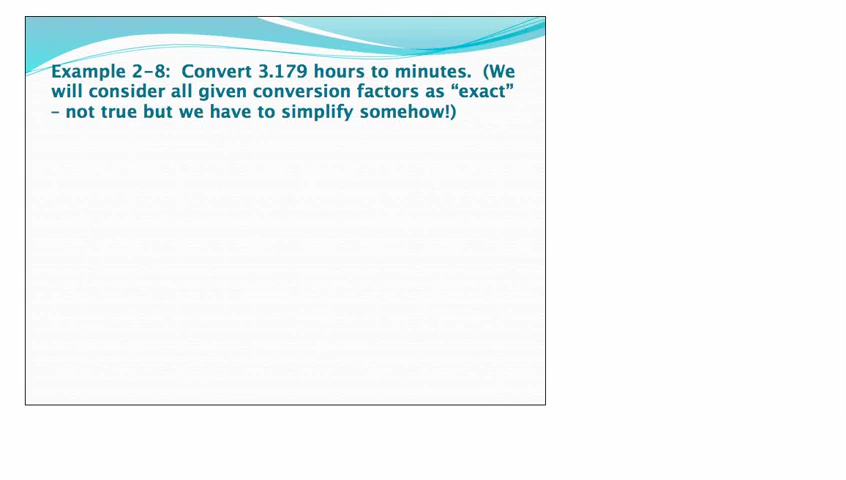 Example 2-8:  Convert 3.179 hours to minutes.  (We
will consider all given conversion factors as “exact”
– not true but we have to simplify somehow!)